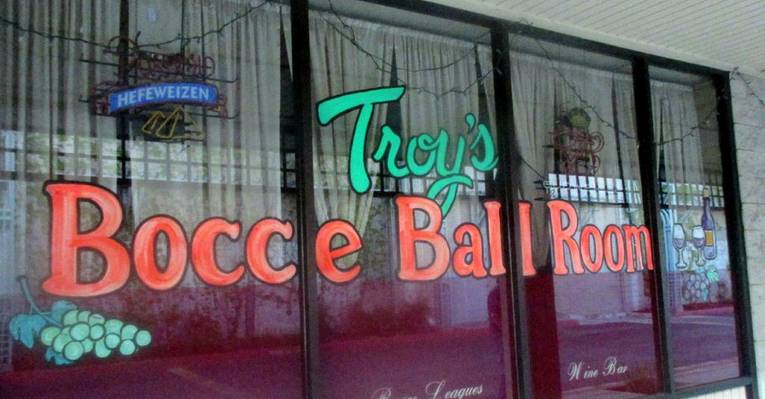 HEFEWEIZEN
Troy's
Bocce Ball Room
Leagues
Wine Bar